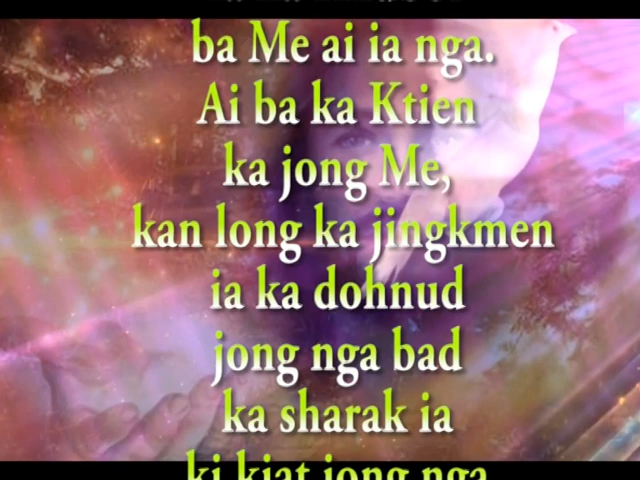 ba Me ai ia nga.
Ai ba ka Ktien
ka jong Me,
kan long ka jingkmen
ia ka dohnud
jong nga bad
ka sharak ia
ki kjat jong nga